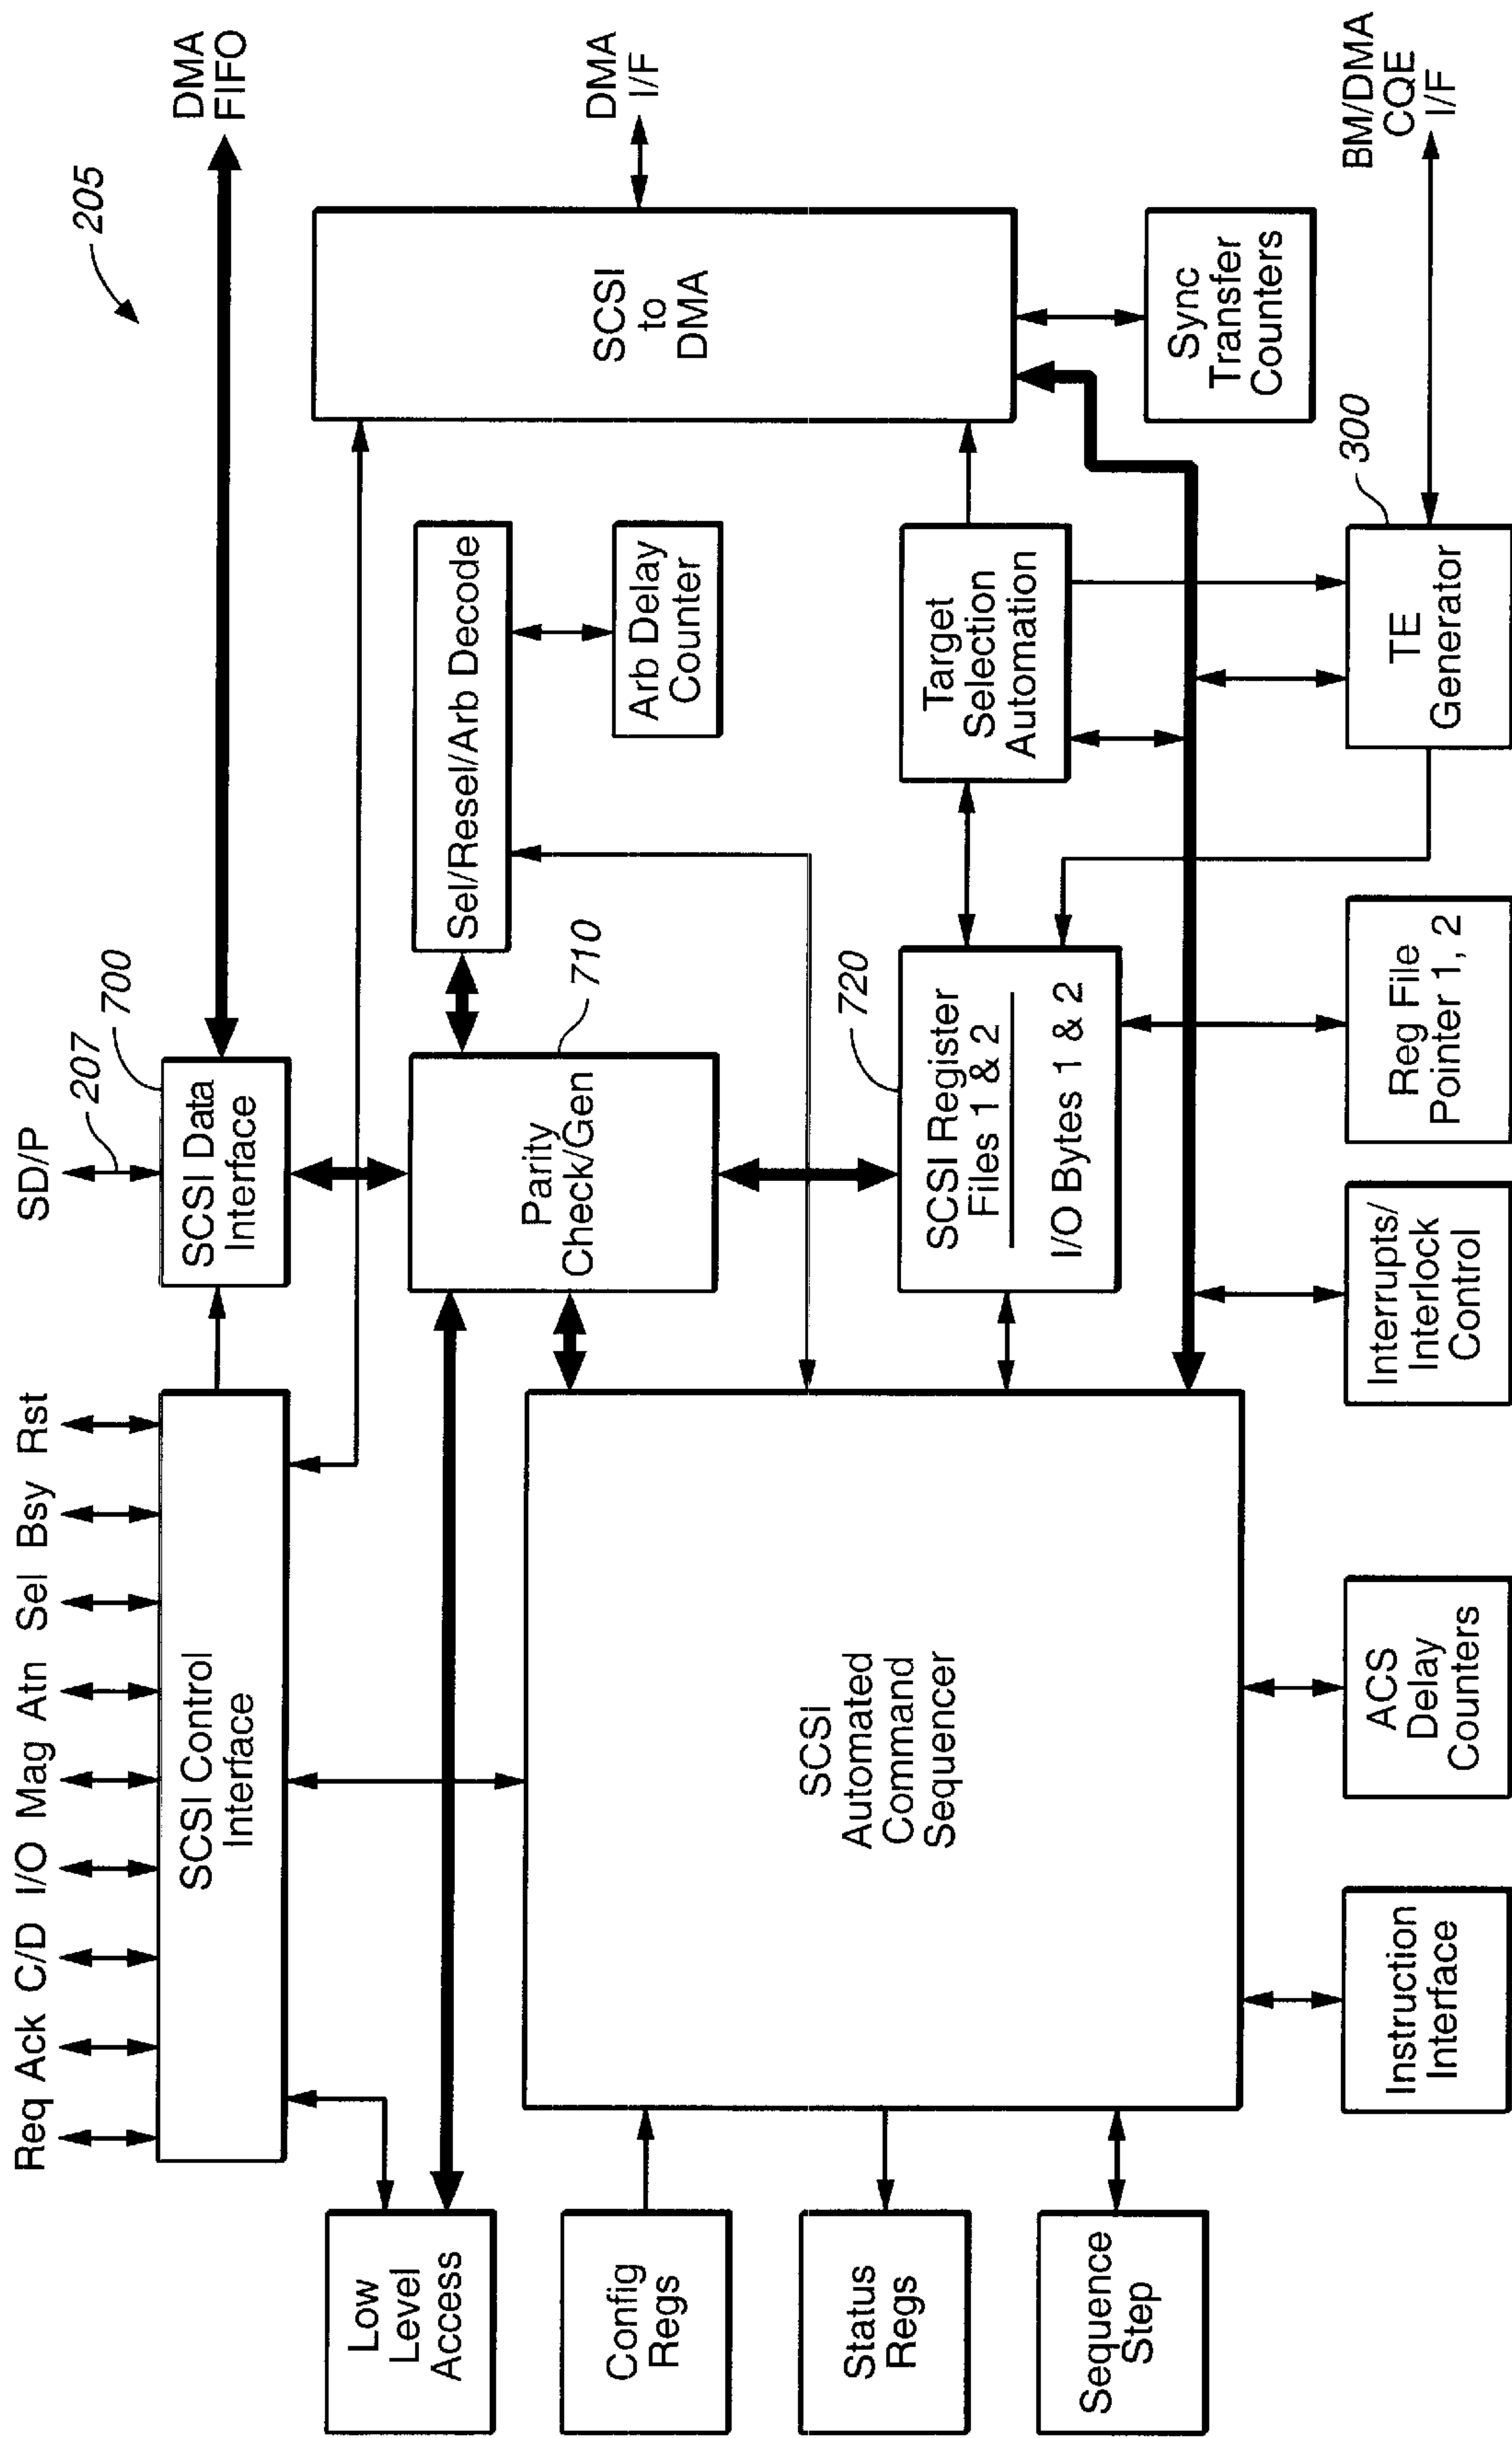 205
Req Ack C/D I/O Mag Atn Sel Bsy Rst
SD/P
207
700
DMA
FIFO
SCSI Control
Interface
SCSI Data
Interface
Low
Level
Access
Parity
Check/Gen
710
Sel/Resel/Arb Decode
Arb Delay
Counter
SCSI
to
DMA
DMA
I/F
Config
Regs
Status
Regs
Sequence
Step
SCSI
Automated
Command
Sequencer
720
SCSI Register
Files 1 & 2
I/O Bytes 1 & 2
Target
Selection
Automation
Sync
Transfer
Counters
Instruction
Interface
ACS
Delay
Counters
Interrupts/
Interlock
Control
Reg File
Pointer 1, 2
TE
Generator
300
BM/DMA
CQE
I/F